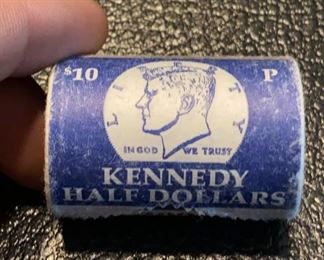 $10 P
LIBERTY
IN GOD WE TRUST
KENNEDY
HALF DOLLARS